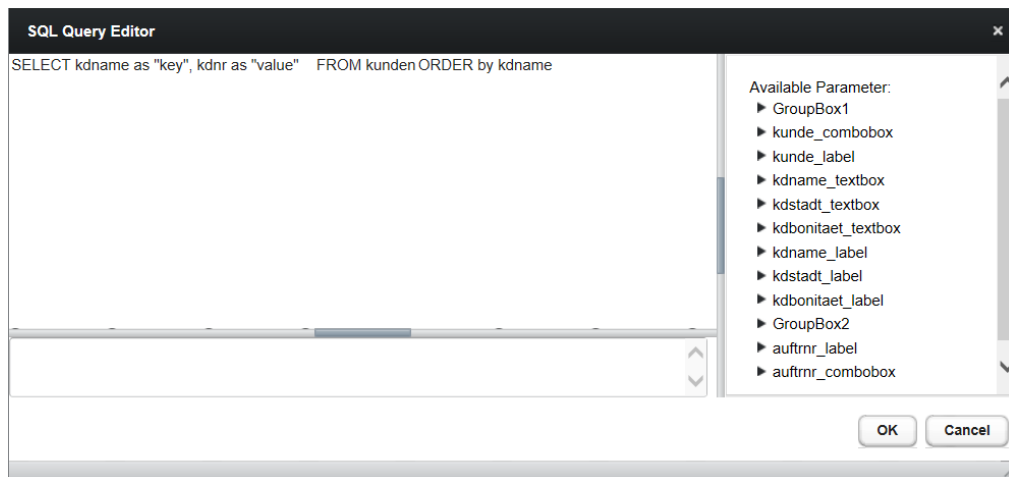 SQL Query Editor
SELECT kdname as "key", kdnr as "value" FROM kunden ORDER by kdname
Available Parameter:
GroupBox1
kunde_combobox
kunde_label
kdname_textbox
kdstadt_textbox
kdbonitaet_textbox
kdname_label
kdstadt_label
kdbonitaet_label
GroupBox2
auftrnr_label
auftrnr_combobox
OK Cancel